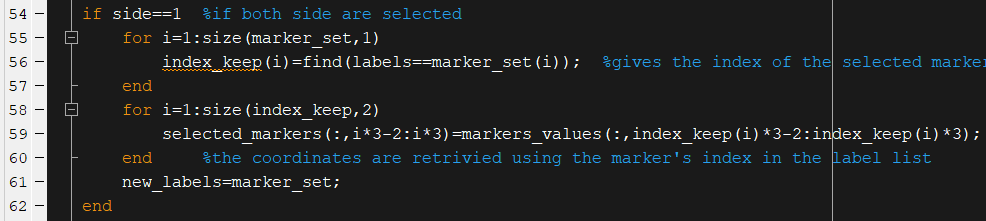 54 – if side==1 %if both side are selected
55 – for i=1:size(marker_set,1)
56 – index_keep(i)=find(labels==marker_set(i)); %gives the index of the selected marke
57 – end
58 – for i=1:size(index_keep,2)
59 – selected_markers(:,i*3-2:i*3)=markers_values(:,index_keep(i)*3-2:index_keep(i)*3);
60 – end %the coordinates are retrivied using the marker's index in the label list
61 – new_labels=marker_set;
62 – end